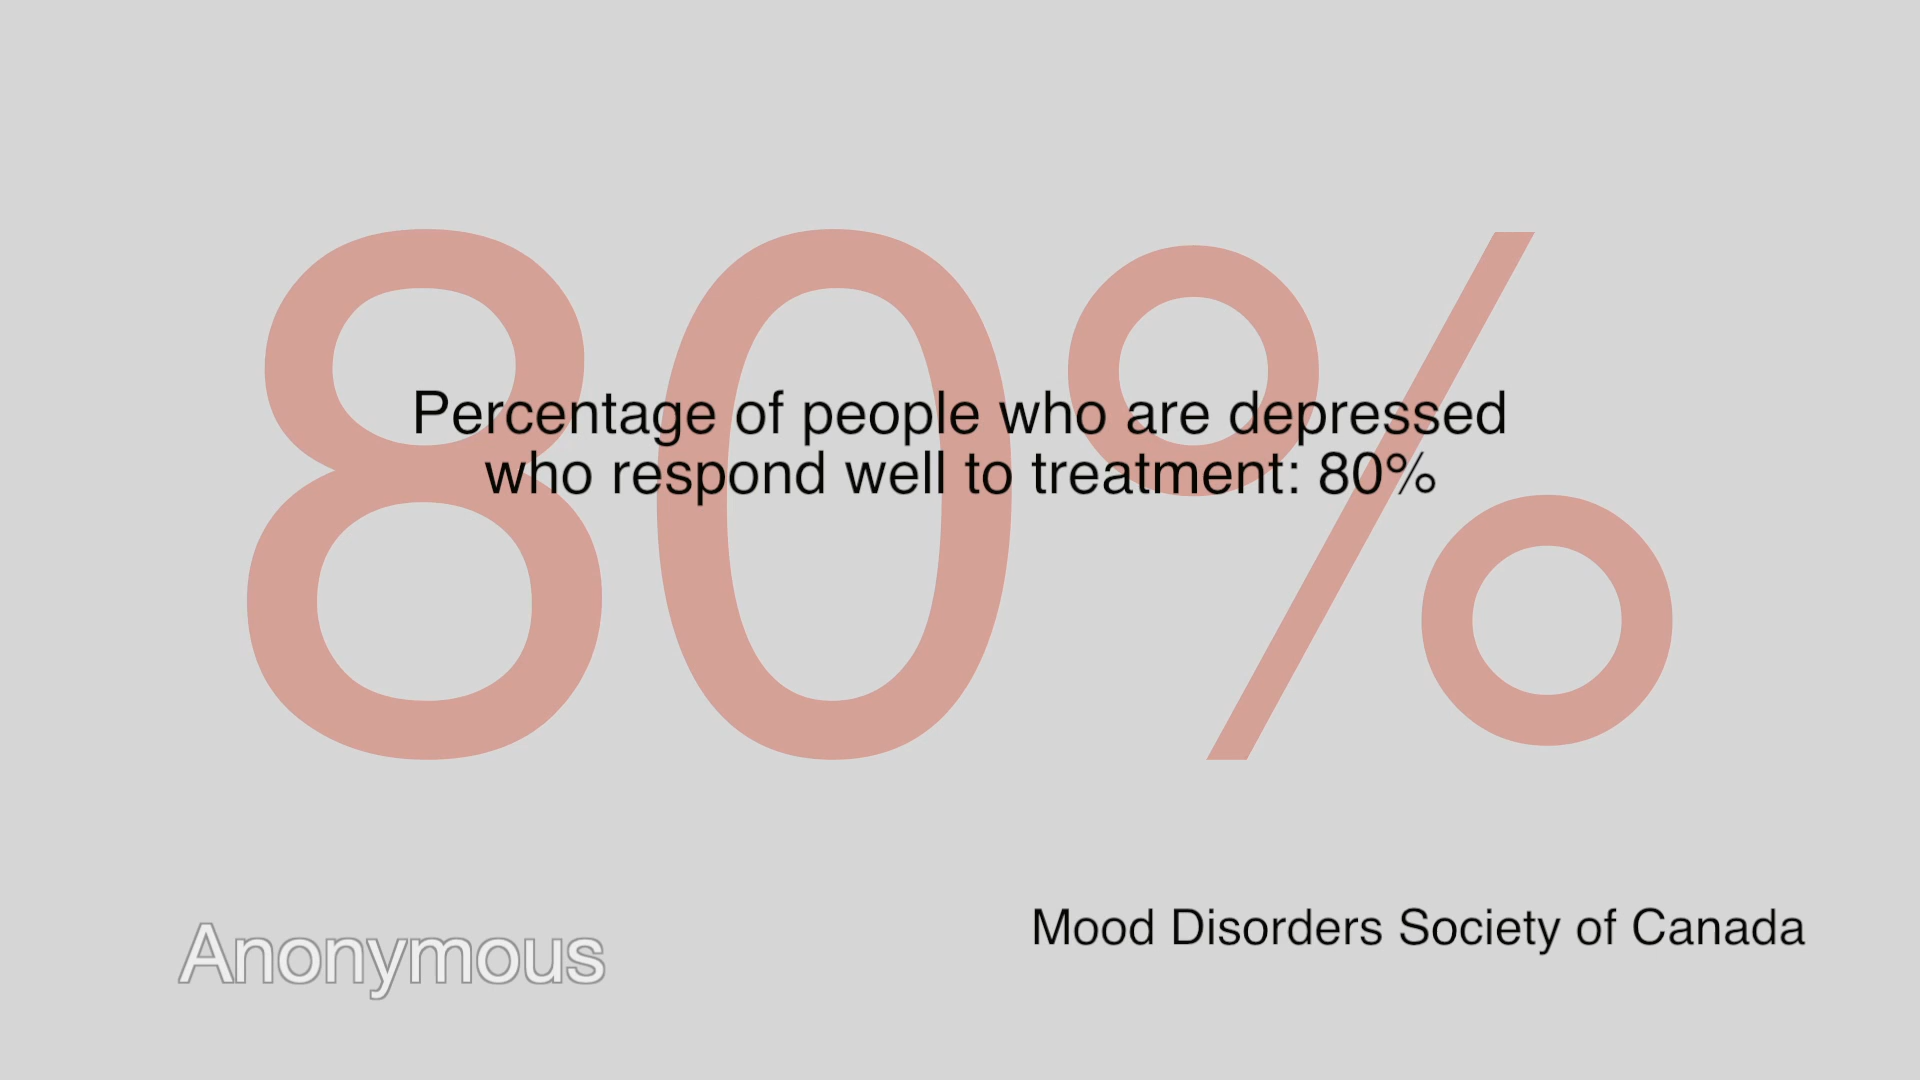 80%
Percentage of people who are depressed
who respond well to treatment: 80%
Mood Disorders Society of Canada
Anonymous